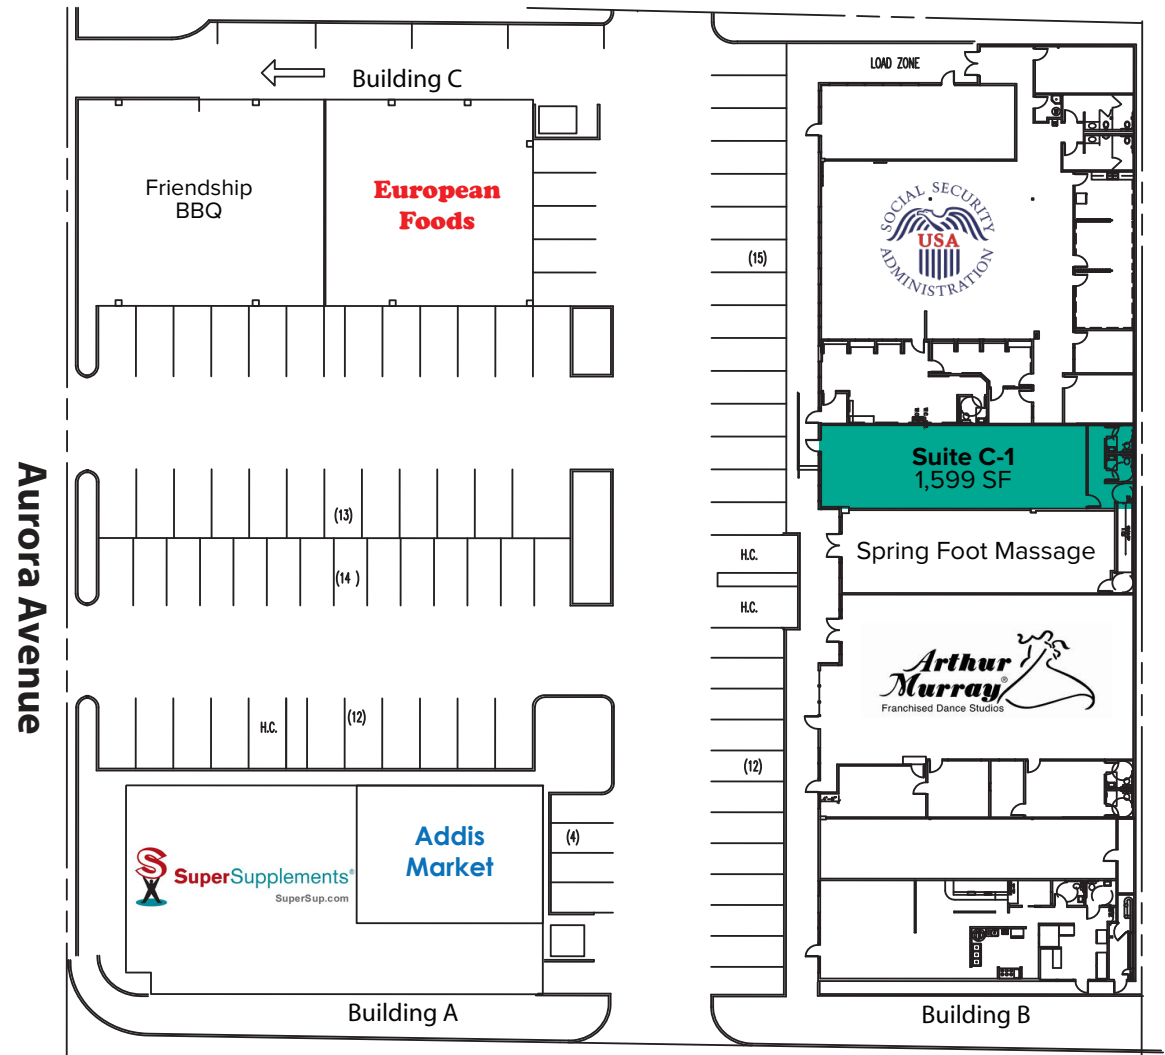 LOAD ZONE
Building C
Friendship
BBQ
European
Foods
SOCIAL SECURITY
USA
ADMINISTRATION
(15)
Suite C-1
1,599 SF
Aurora Avenue
(13)
(14 )
H.C.
H.C.
Spring Foot Massage
Arthur
Murray®
Franchised Dance Studios
H.C.
(12)
(12)
Addis
Market
(4)
S
SuperSupplements®
SuperSup.com
Building A
Building B